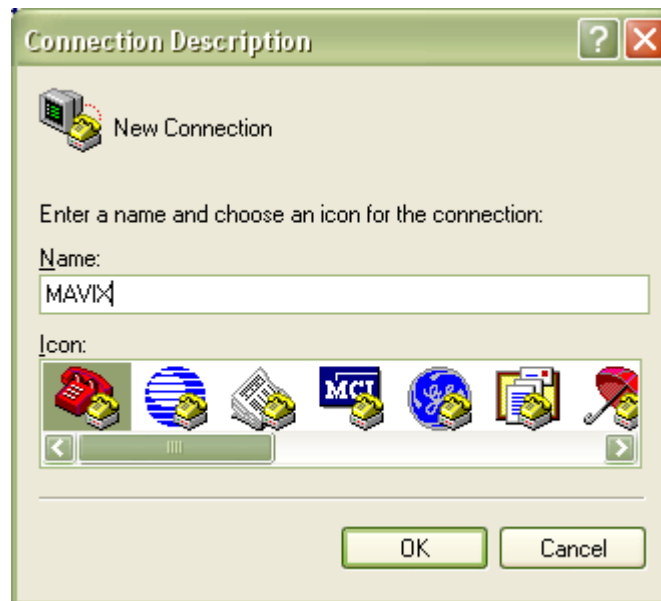 Connection Description
New Connection
Enter a name and choose an icon for the connection:
Name:
MAVIX
Icon:
MCI
OK Cancel